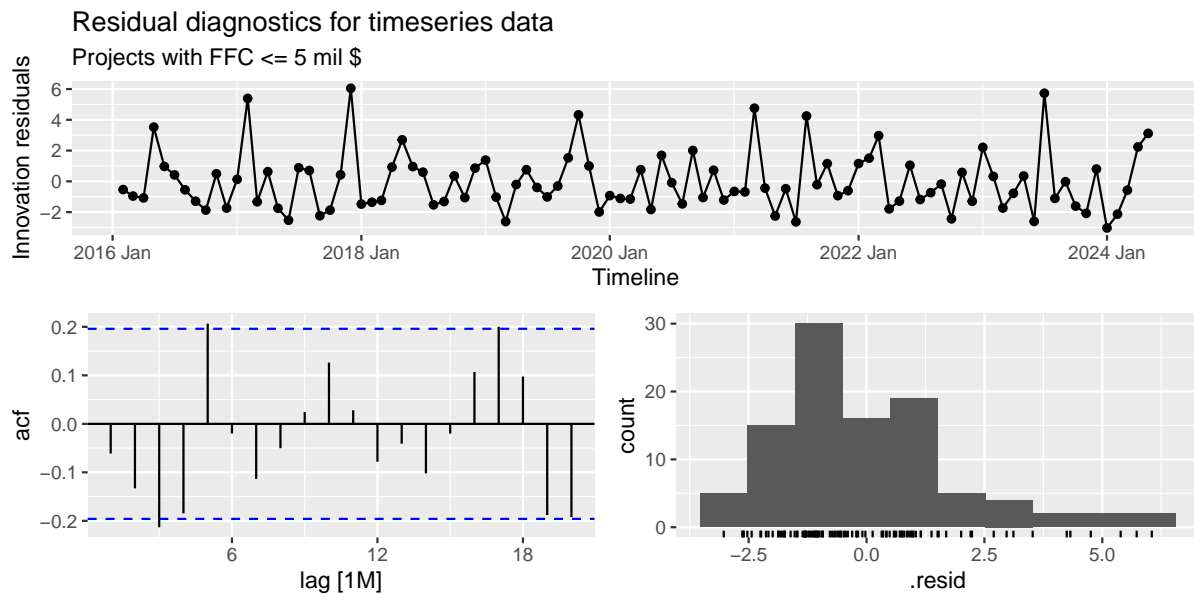 Residual diagnostics for timeseries data
Projects with FFC <= 5 mil $
Innovation residuals
6
4
2
0
−2
2016 Jan 2018 Jan 2020 Jan 2022 Jan 2024 Jan
Timeline
acf
0.2
0.1
0.0
−0.1
−0.2
6 12 18
lag [1M]
count
30
20
10
0
−2.5 0.0 2.5 5.0
.resid